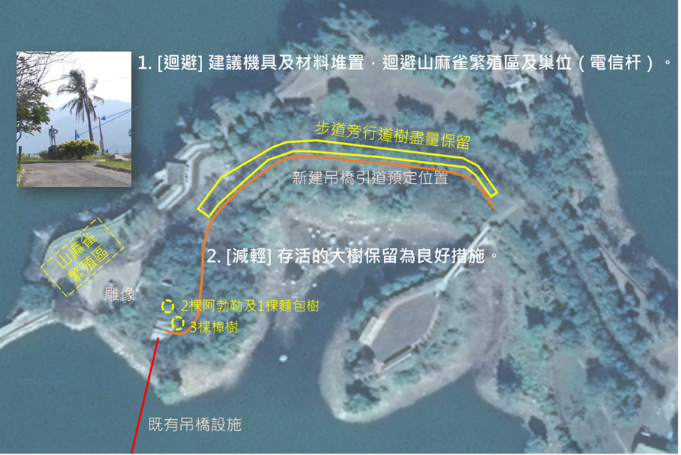 1. [迴避] 建議機具及材料堆置，迴避山麻雀繁殖區及巢位（電信杆）。
步道旁行道樹盡量保留
新建吊橋引道預定位置
山麻雀
繁殖區
2. [減輕] 存活的大樹保留為良好措施。
雕像
2棵阿勃勒及1棵麵包樹
3棵樟樹
既有吊橋設施